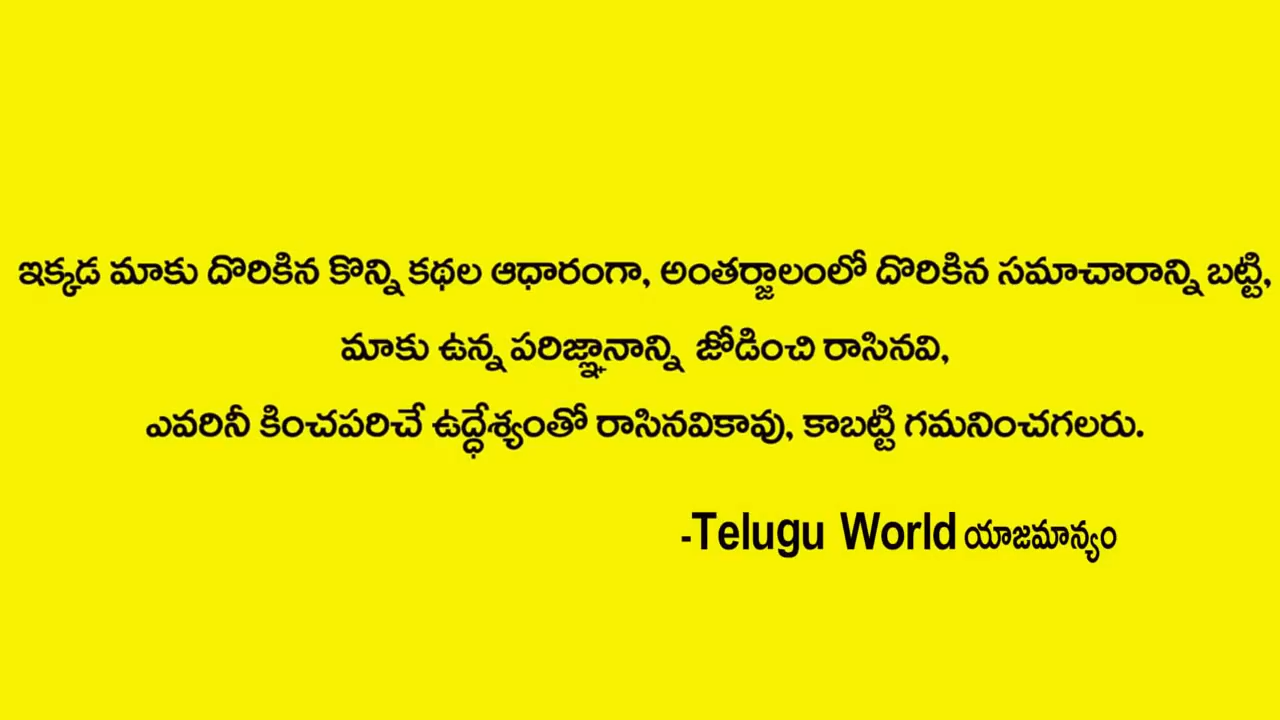 ఇక్కడ మాకు దొరికిన కొన్ని కథల ఆధారంగా, అంతర్జాలంలో దొరికిన సమాచారాన్ని బట్టి,
మాకు ఉన్న పరిజ్ఞానాన్ని జోడించి రాసినవి,
ఎవరినీ కించపరిచే ఉద్ధేశ్యంతో రాసినవికావు, కాబట్టి గమనించగలరు.
-Telugu World యాజమాన్యం